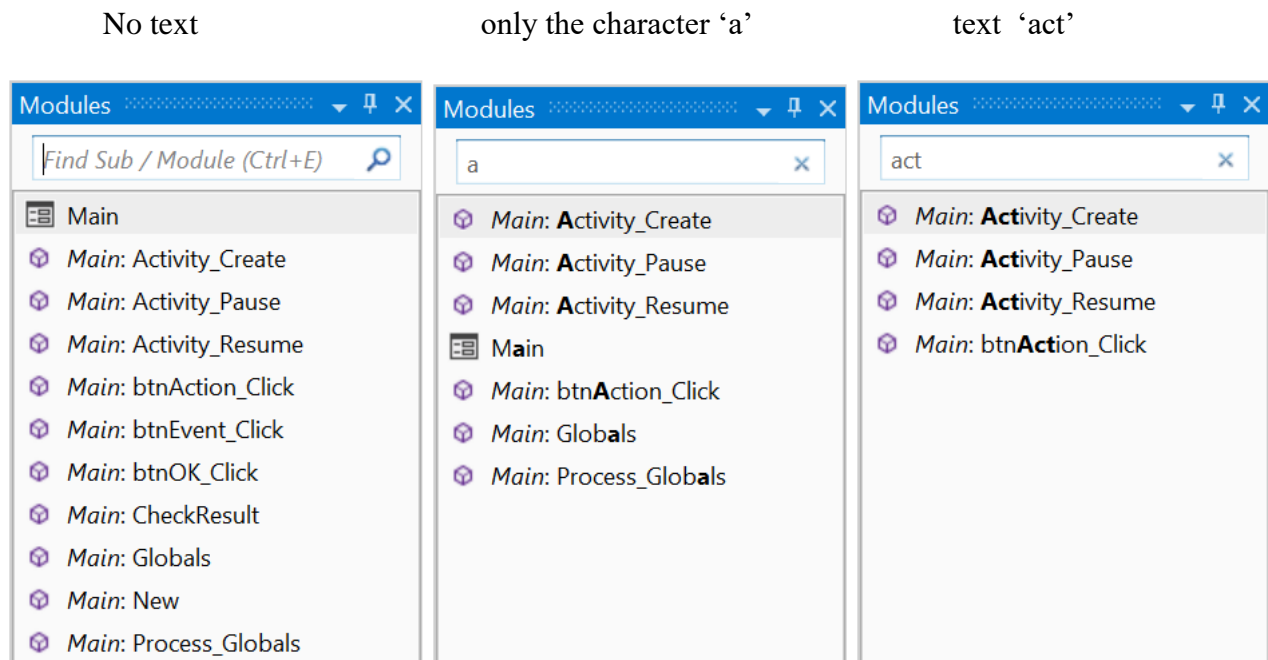 No text
only the character ‘a’
text ‘act’
Modules
Find Sub / Module (Ctrl+E)
Main
Main: Activity_Create
Main: Activity_Pause
Main: Activity_Resume
Main: btnAction_Click
Main: btnEvent_Click
Main: btnOK_Click
Main: CheckResult
Main: Globals
Main: New
Main: Process_Globals
Modules
a
Main: Activity_Create
Main: Activity_Pause
Main: Activity_Resume
Main
Main: btnAction_Click
Main: Globals
Main: Process_Globals
Modules
act
Main: Activity_Create
Main: Activity_Pause
Main: Activity_Resume
Main: btnAction_Click